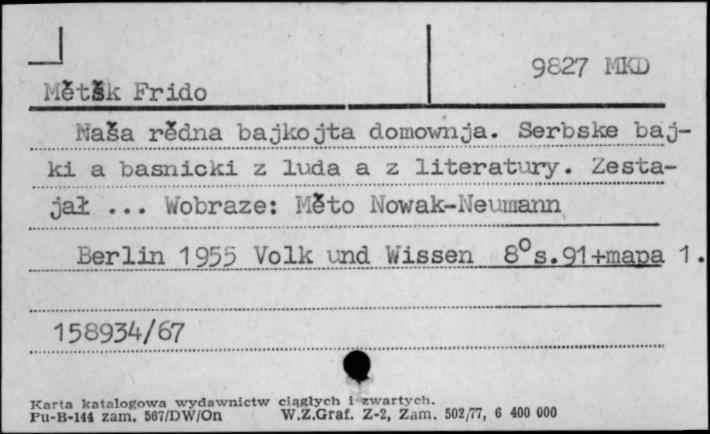 9827 MKD
Mětšk Frido
Naša rědna bajkojta domownja. Serbske baj-
ki a basnicki z luda a z literatury. Zesta-
jał ... Wobraze: Měto Nowak-Neumann
Berlin 1955 Volk und Wissen 8° s.91+mapa 1.
158934/67
Karta katalogowa wydawnictw ciągłych i zwartych.
Pu-B-144 zam. 567/DW/On W.Z.Graf. Z-2, Zam. 502/77, 6 400 000